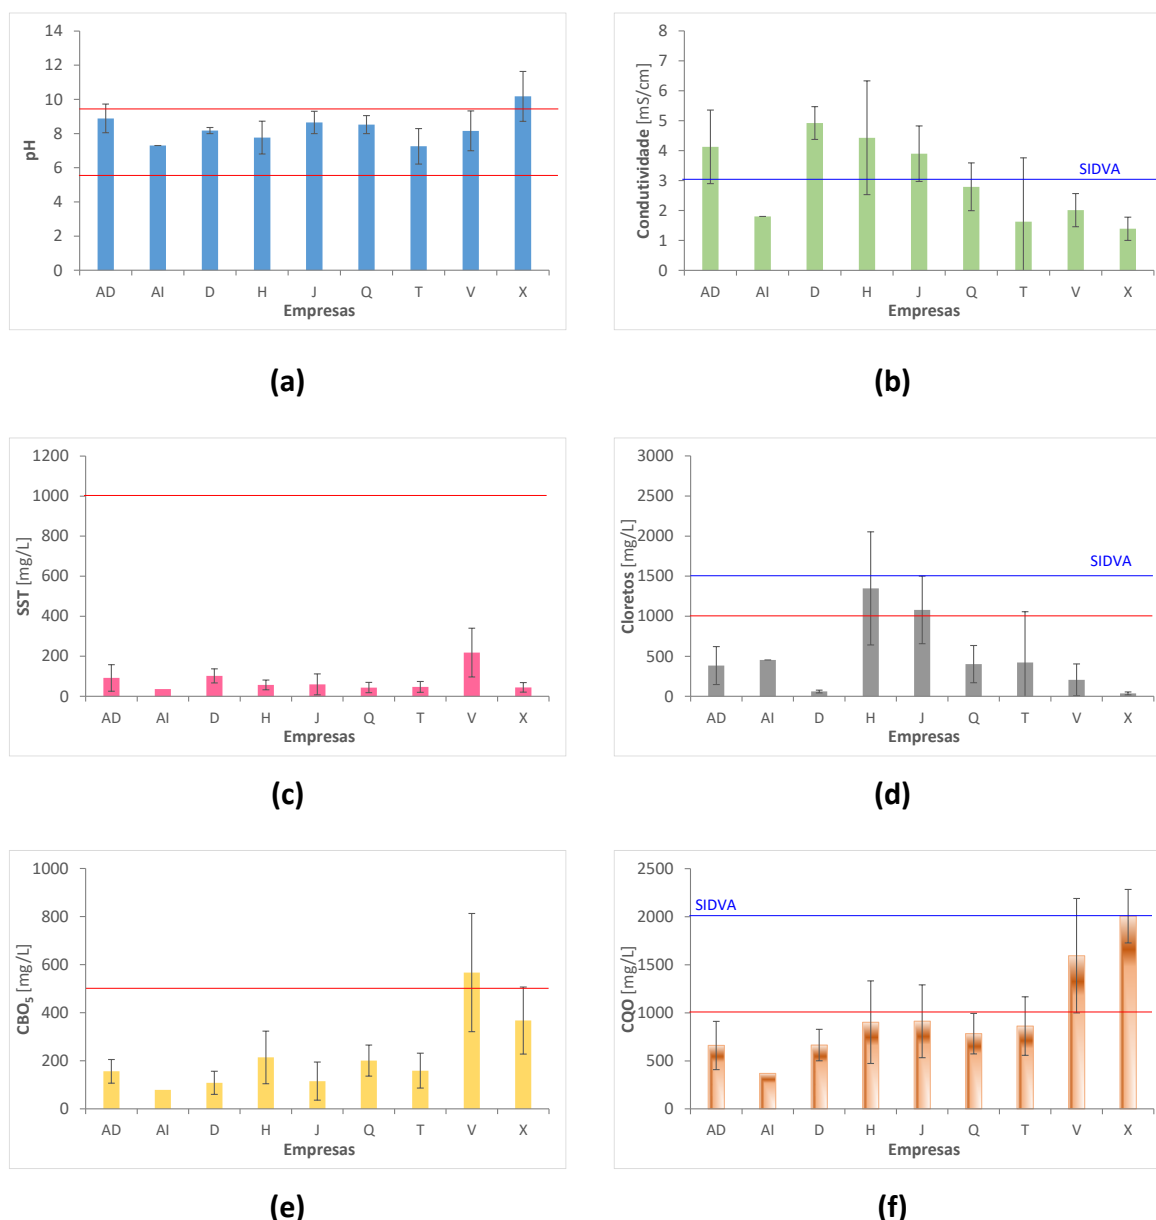 14
12
10
8
6
4
2
0
pH
AD AI D H J Q T V X
Empresas
(a)
8
7
6
5
4
3
2
1
0
Condutividade [mS/cm]
SIDVA
AD AI D H J Q T V X
Empresas
(b)
1200
1000
800
600
400
200
0
SST [mg/L]
AD AI D H J Q T V X
Empresas
(c)
3000
2500
2000
1500
1000
500
0
Cloretos [mg/L]
SIDVA
AD AI D H J Q T V X
Empresas
(d)
1000
800
600
400
200
0
CBO₅ [mg/L]
AD AI D H J Q T V X
Empresas
(e)
2500
2000
1500
1000
500
0
CQO [mg/L]
SIDVA
AD AI D H J Q T V X
Empresas
(f)